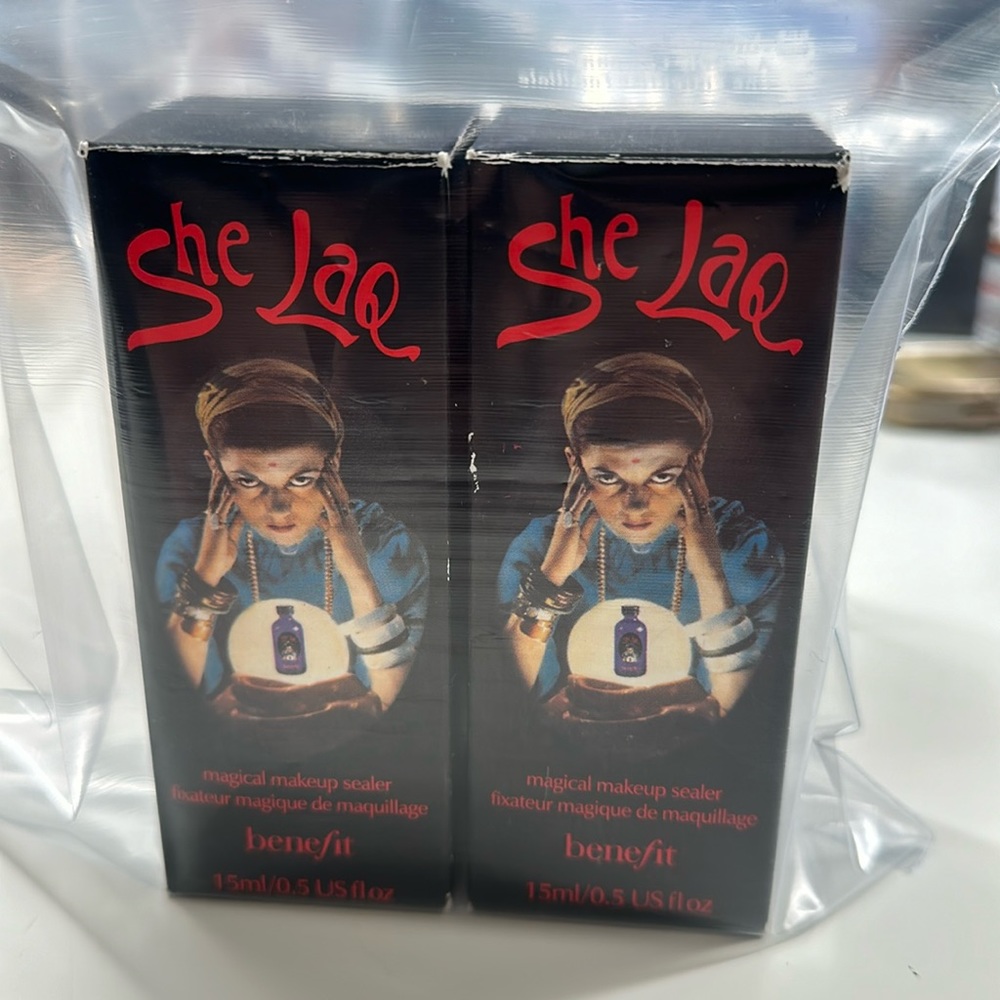 She LaQ
magical makeup sealer
fixateur magique de maquillage
benefit
15ml/0.5 US fl oz
She LaQ
magical makeup sealer
fixateur magique de maquillage
benefit
15ml/0.5 US fl oz